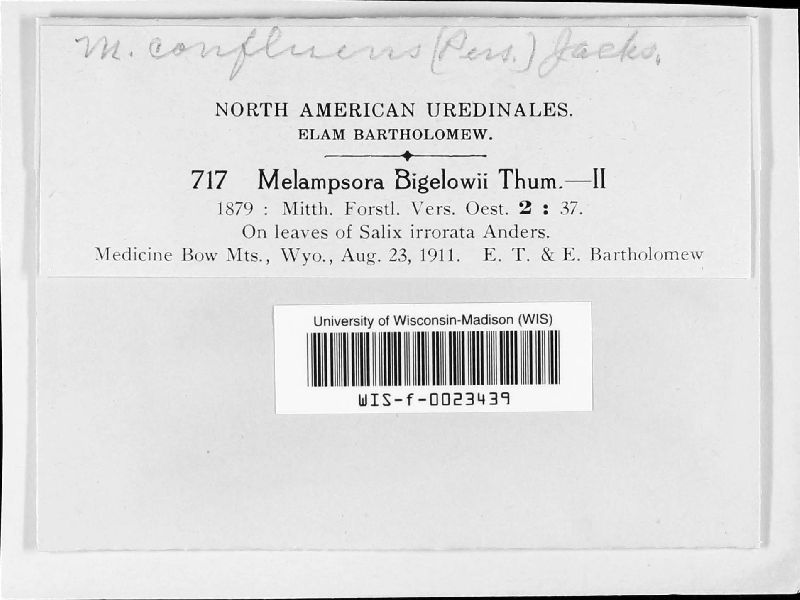 M. confluens (Pers.) Jacks.
NORTH AMERICAN UREDINALES.
ELAM BARTHOLOMEW.
717 Melampsora Bigelowii Thum.—II
1879 : Mitth. Forstl. Vers. Oest. 2 : 37.
On leaves of Salix irrorata Anders.
Medicine Bow Mts., Wyo., Aug. 23, 1911. E. T. & E. Bartholomew
University of Wisconsin-Madison (WIS)
WIS-f-0023439